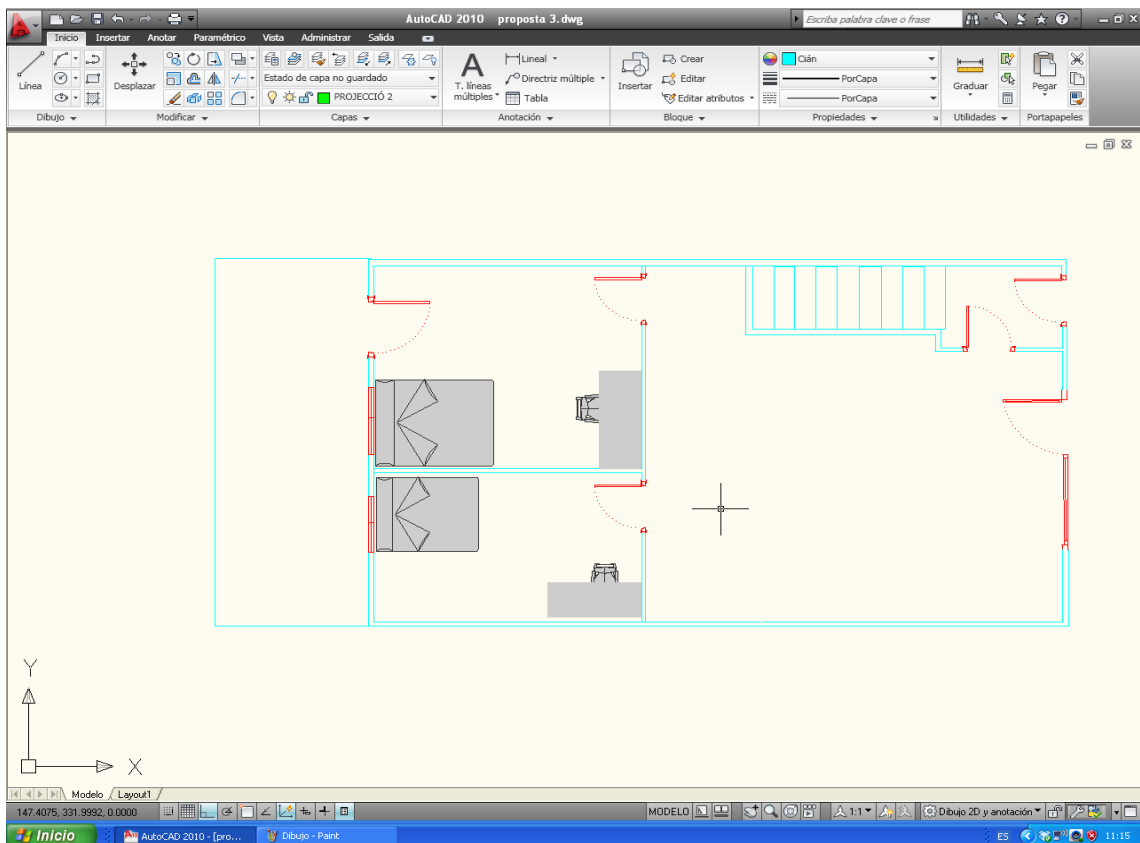 AutoCAD 2010 proposta 3.dwg
Escriba palabra clave o frase
Inicio Insertar Anotar Paramétrico Vista Administrar Salida
Línea
Desplazar
Estado de capa no guardado
PROJECCIÓ 2
A
T. líneas múltiples
Lineal
Directriz múltiple
Tabla
Insertar
Crear
Editar
Editar atributos
Cián
PorCapa
PorCapa
Graduar
Pegar
Dibujo Modificar Capas Anotación Bloque Propiedades Utilidades Portapapeles
Y
X
Modelo Layout1
147.4075, 331.9992, 0.0000 MODELO 1:1 Dibujo 2D y anotación
Inicio AutoCAD 2010 - [pro... Dibujo - Paint ES 11:15